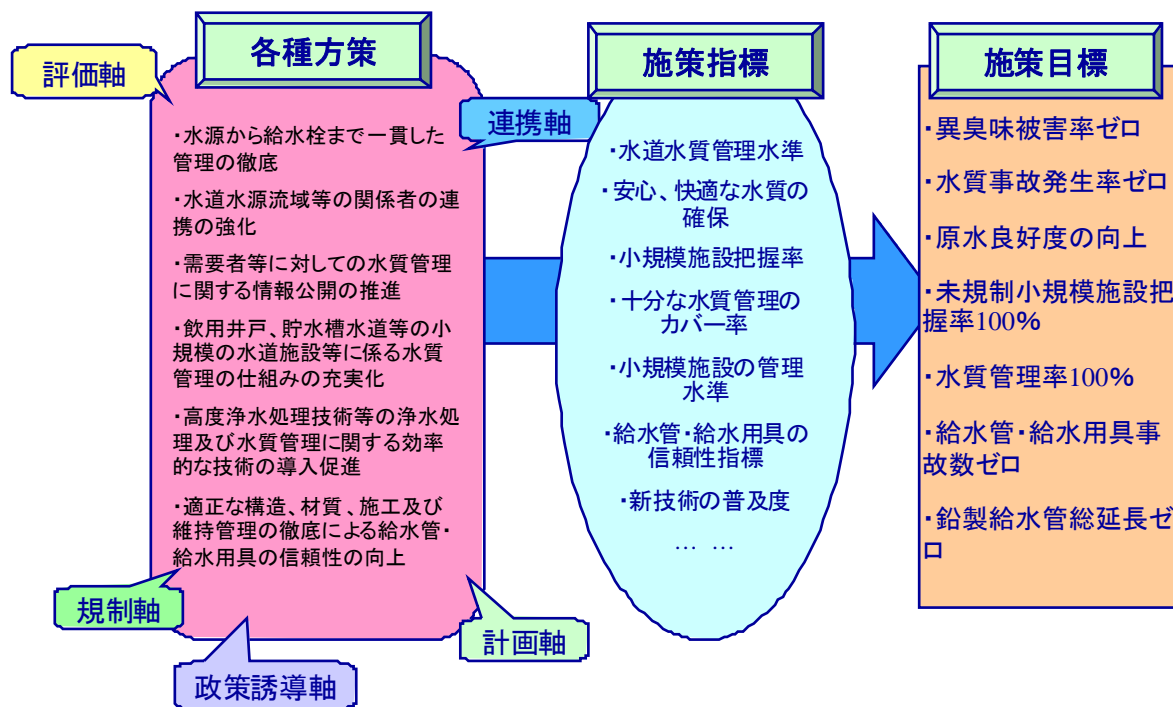 各種方策
評価軸
連携軸
・水源から給水栓まで一貫した
管理の徹底
・水道水源流域等の関係者の連
携の強化
・需要者等に対しての水質管理
に関する情報公開の推進
・飲用井戸、貯水槽水道等の小
規模の水道施設等に係る水質
管理の仕組みの充実化
・高度浄水処理技術等の浄水処
理及び水質管理に関する効率
的な技術の導入促進
・適正な構造、材質、施工及び
維持管理の徹底による給水管・
給水用具の信頼性の向上
規制軸
計画軸
政策誘導軸
施策指標
・水道水質管理水準
・安心、快適な水質の
確保
・小規模施設把握率
・十分な水質管理の
カバー率
・小規模施設の管理
水準
・給水管・給水用具の
信頼性指標
・新技術の普及度
… …
施策目標
・異臭味被害率ゼロ
・水質事故発生率ゼロ
・原水良好度の向上
・未規制小規模施設把
握率100%
・水質管理率100%
・給水管・給水用具事
故数ゼロ
・鉛製給水管総延長ゼ
ロ